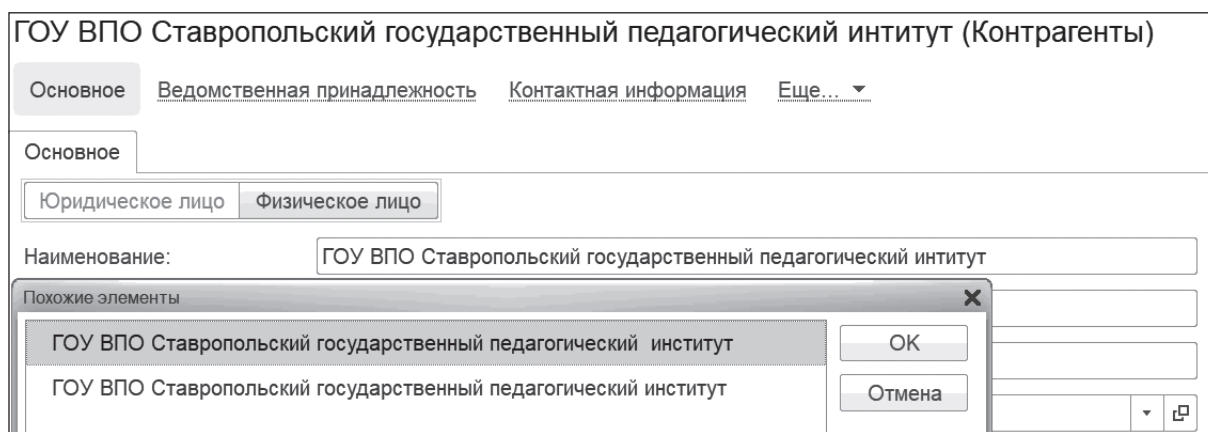 ГОУ ВПО Ставропольский государственный педагогический интитут (Контрагенты)
Основное Ведомственная принадлежность Контактная информация Еще...
Основное
Юридическое лицо Физическое лицо
Наименование: ГОУ ВПО Ставропольский государственный педагогический интитут
Похожие элементы
ГОУ ВПО Ставропольский государственный педагогический  институт OK
ГОУ ВПО Ставропольский государственный педагогический институт Отмена